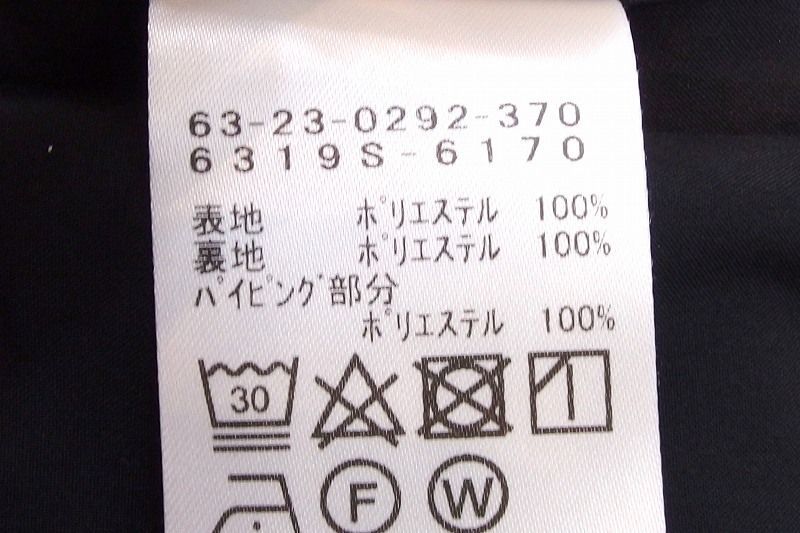 63-23-0292-370
6319S-6170
表地 ポリエステル 100%
裏地 ポリエステル 100%
パイピング部分
ポリエステル 100%
30
F W